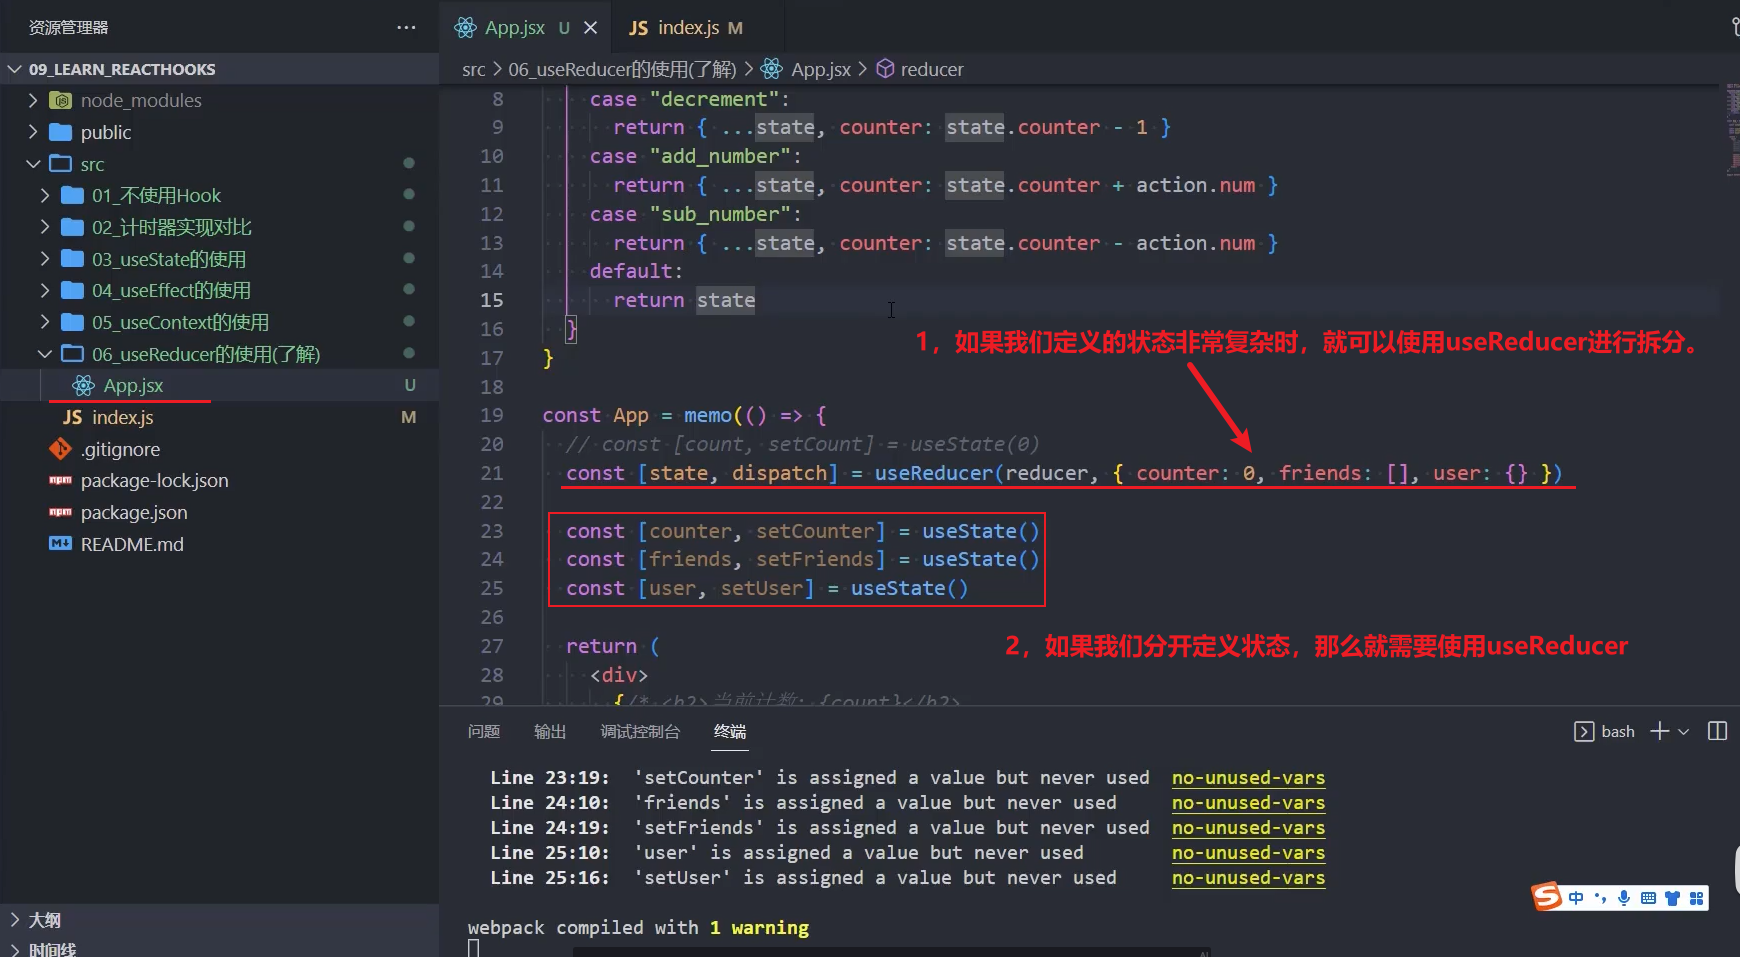 资源管理器
App.jsx U
JS index.js M
09_LEARN_REACTHOOKS
src > 06_useReducer的使用(了解) > App.jsx > reducer
node_modules
public
src
01_不使用Hook
02_计时器实现对比
03_useState的使用
04_useEffect的使用
05_useContext的使用
06_useReducer的使用(了解)
App.jsx U
JS index.js M
.gitignore
npm package-lock.json
npm package.json
M↓ README.md
大纲
时间线
8 case "decrement":
9 return { ...state, counter: state.counter - 1 }
10 case "add_number":
11 return { ...state, counter: state.counter + action.num }
12 case "sub_number":
13 return { ...state, counter: state.counter - action.num }
14 default:
15 return state
16 }
1，如果我们定义的状态非常复杂时，就可以使用useReducer进行拆分。
17 }
18
19 const App = memo(() => {
20 // const [count, setCount] = useState(0)
21 const [state, dispatch] = useReducer(reducer, { counter: 0, friends: [], user: {} })
22
23 const [counter, setCounter] = useState()
24 const [friends, setFriends] = useState()
25 const [user, setUser] = useState()
26
27 return (
2，如果我们分开定义状态，那么就需要使用useReducer
28 <div>
29 {/* <h2>当前计数: {count}</h2>
问题 输出 调试控制台 终端
bash
Line 23:19: 'setCounter' is assigned a value but never used no-unused-vars
Line 24:10: 'friends' is assigned a value but never used no-unused-vars
Line 24:19: 'setFriends' is assigned a value but never used no-unused-vars
Line 25:10: 'user' is assigned a value but never used no-unused-vars
Line 25:16: 'setUser' is assigned a value but never used no-unused-vars
webpack compiled with 1 warning
S 中